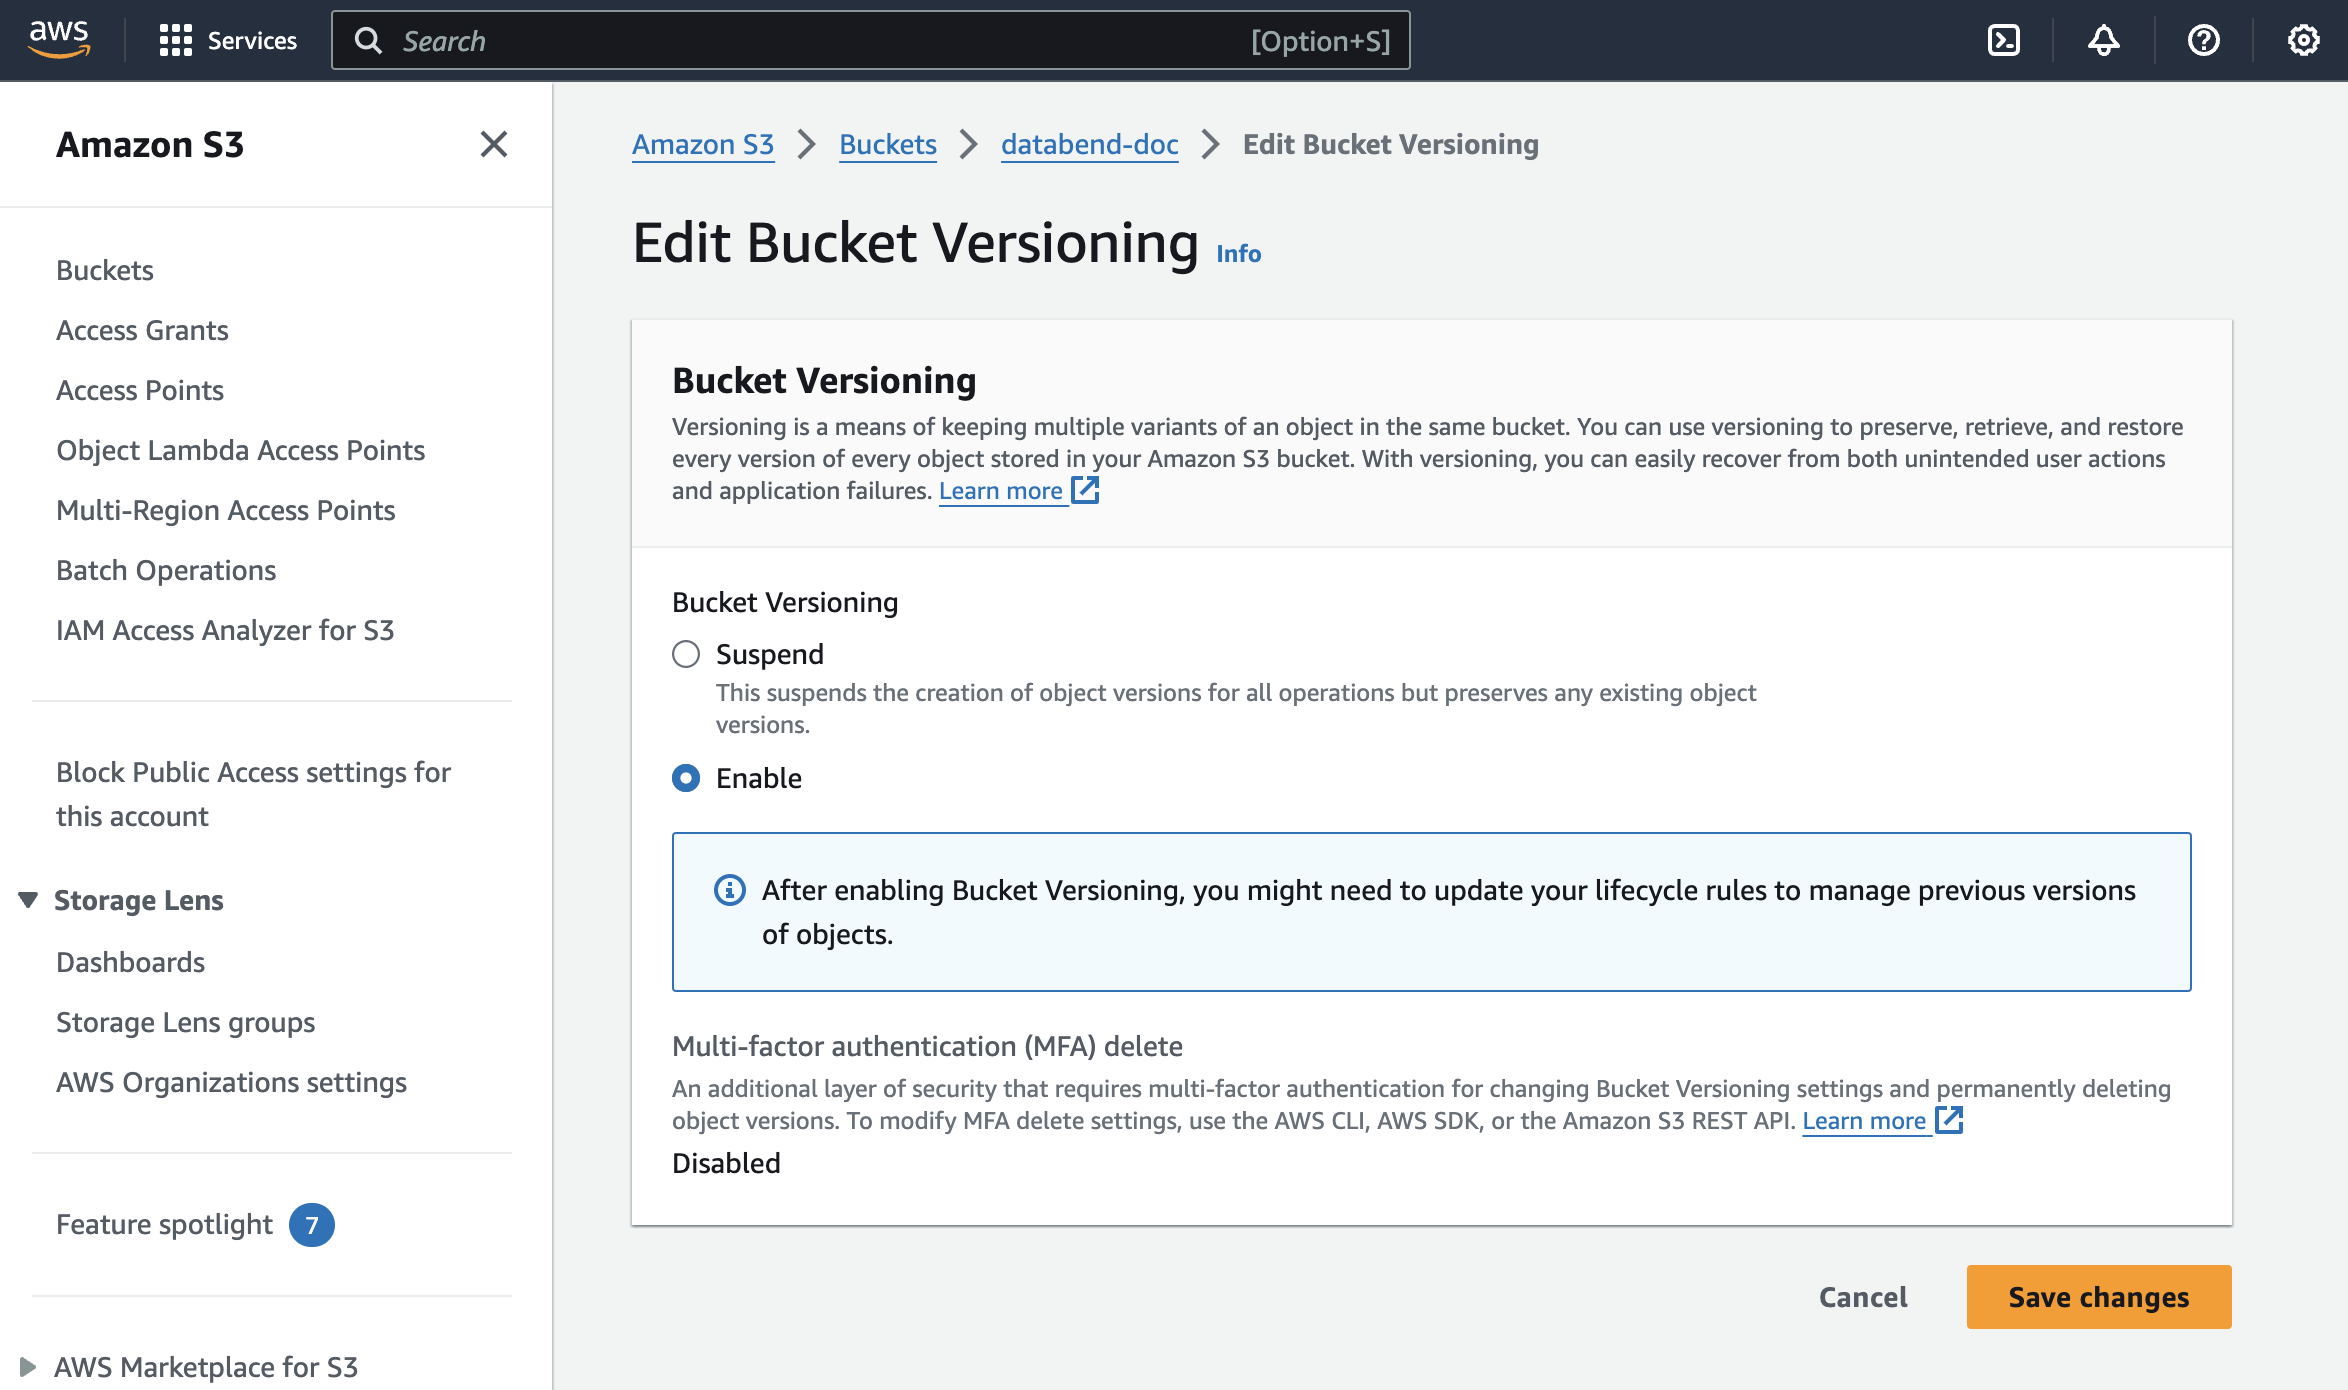 aws
Services
Search
[Option+S]
Amazon S3
Buckets
Access Grants
Access Points
Object Lambda Access Points
Multi-Region Access Points
Batch Operations
IAM Access Analyzer for S3
Block Public Access settings for
this account
Storage Lens
Dashboards
Storage Lens groups
AWS Organizations settings
Feature spotlight 7
AWS Marketplace for S3
Amazon S3 > Buckets > databend-doc > Edit Bucket Versioning
Edit Bucket Versioning Info
Bucket Versioning
Versioning is a means of keeping multiple variants of an object in the same bucket. You can use versioning to preserve, retrieve, and restore
every version of every object stored in your Amazon S3 bucket. With versioning, you can easily recover from both unintended user actions
and application failures. Learn more
Bucket Versioning
Suspend
This suspends the creation of object versions for all operations but preserves any existing object
versions.
Enable
After enabling Bucket Versioning, you might need to update your lifecycle rules to manage previous versions
of objects.
Multi-factor authentication (MFA) delete
An additional layer of security that requires multi-factor authentication for changing Bucket Versioning settings and permanently deleting
object versions. To modify MFA delete settings, use the AWS CLI, AWS SDK, or the Amazon S3 REST API. Learn more
Disabled
Cancel
Save changes